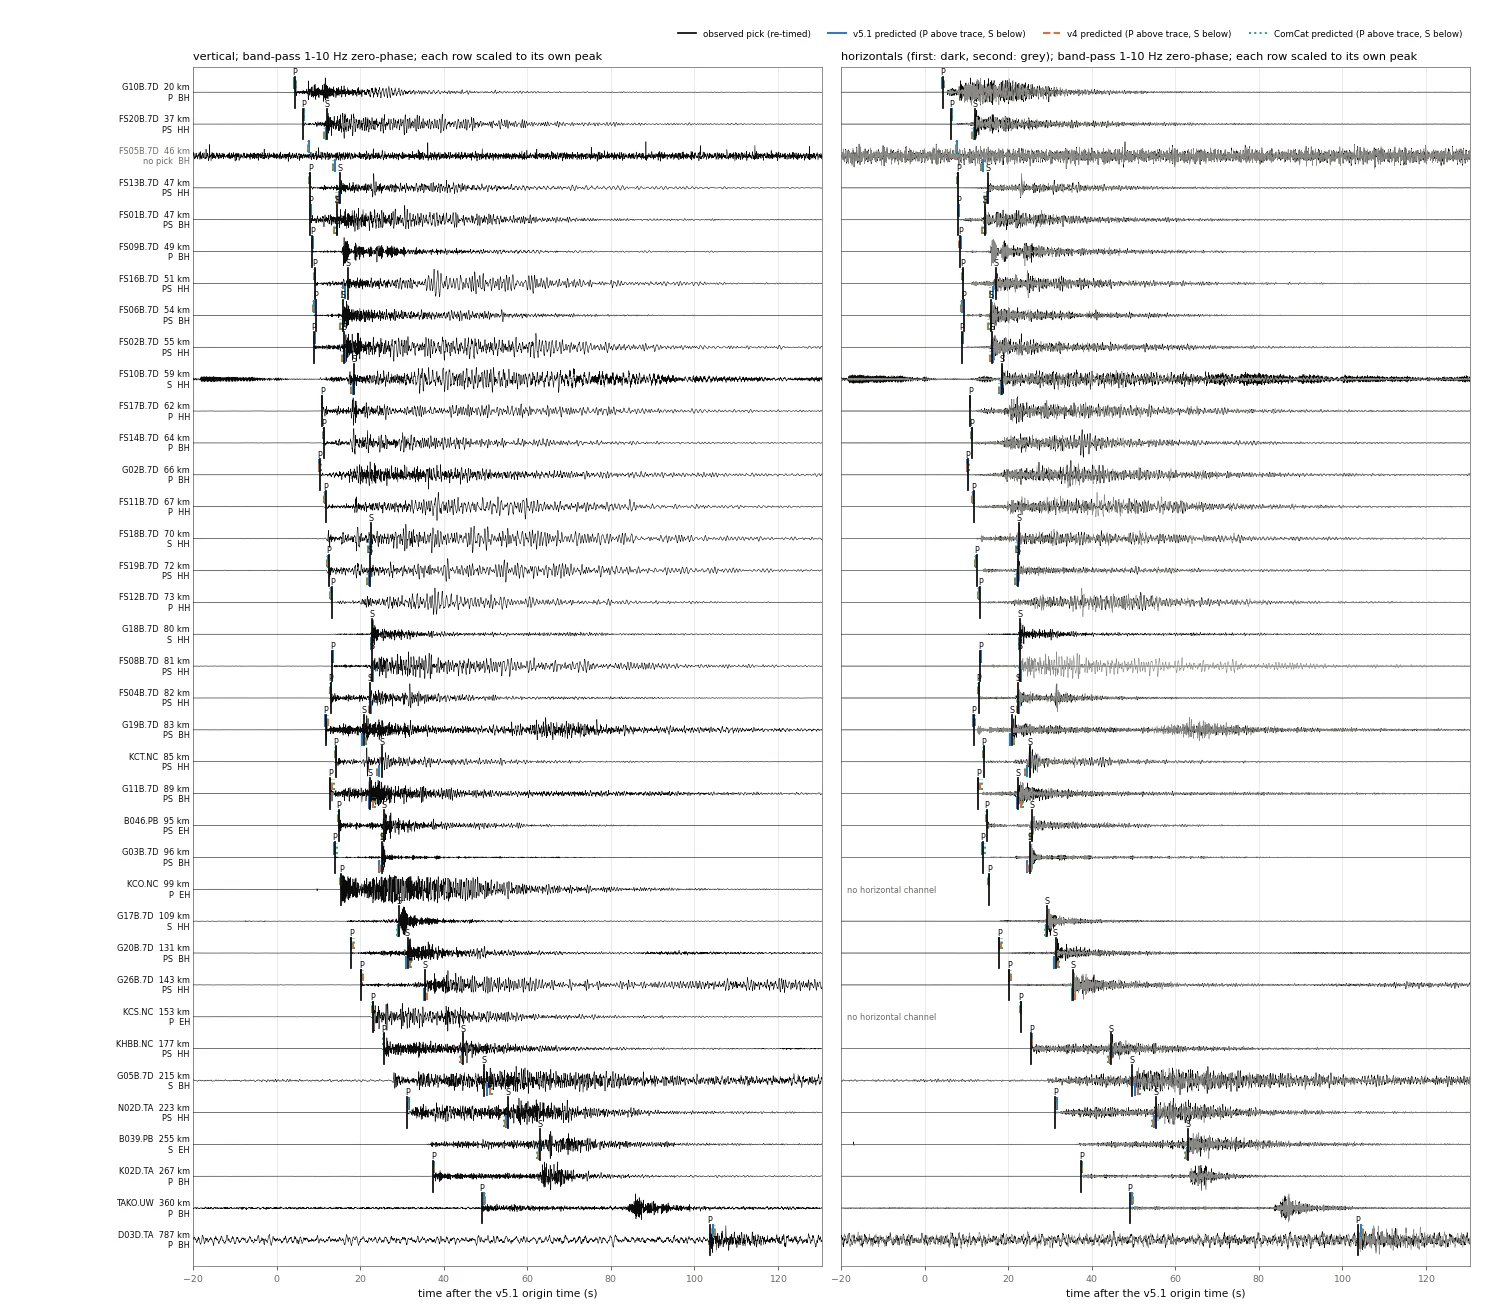 observed pick (re-timed)
v5.1 predicted (P above trace, S below)
v4 predicted (P above trace, S below)
ComCat predicted (P above trace, S below)
vertical; band-pass 1-10 Hz zero-phase; each row scaled to its own peak
horizontals (first: dark, second: grey); band-pass 1-10 Hz zero-phase; each row scaled to its own peak
G10B.7D 20 km
P BH
FS20B.7D 37 km
PS HH
FS05B.7D 46 km
no pick BH
FS13B.7D 47 km
PS HH
FS01B.7D 47 km
PS BH
FS09B.7D 49 km
P BH
FS16B.7D 51 km
PS HH
FS06B.7D 54 km
PS BH
FS02B.7D 55 km
PS HH
FS10B.7D 59 km
S HH
FS17B.7D 62 km
P HH
FS14B.7D 64 km
P BH
G02B.7D 66 km
P BH
FS11B.7D 67 km
P HH
FS18B.7D 70 km
S HH
FS19B.7D 72 km
PS HH
FS12B.7D 73 km
P HH
G18B.7D 80 km
S HH
FS08B.7D 81 km
PS HH
FS04B.7D 82 km
PS HH
G19B.7D 83 km
PS BH
KCT.NC 85 km
PS HH
G11B.7D 89 km
PS BH
B046.PB 95 km
PS EH
G03B.7D 96 km
PS BH
KCO.NC 99 km
P EH
no horizontal channel
G17B.7D 109 km
S HH
G20B.7D 131 km
PS BH
G26B.7D 143 km
PS HH
KCS.NC 153 km
P EH
no horizontal channel
KHBB.NC 177 km
PS HH
G05B.7D 215 km
S BH
N02D.TA 223 km
PS HH
B039.PB 255 km
S EH
K02D.TA 267 km
P BH
TAKO.UW 360 km
P BH
D03D.TA 787 km
P BH
−20 0 20 40 60 80 100 120
−20 0 20 40 60 80 100 120
time after the v5.1 origin time (s)
time after the v5.1 origin time (s)